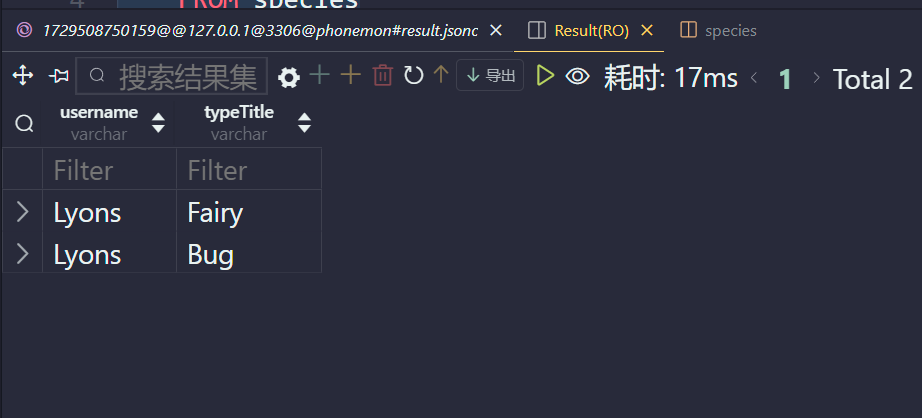 4 FROM species
1729508750159@@127.0.0.1@3306@phonemon#result.jsonc × Result(RO) × species
搜索结果集 导出 耗时: 17ms 1 Total 2
username typeTitle
varchar varchar
Filter Filter
Lyons Fairy
Lyons Bug